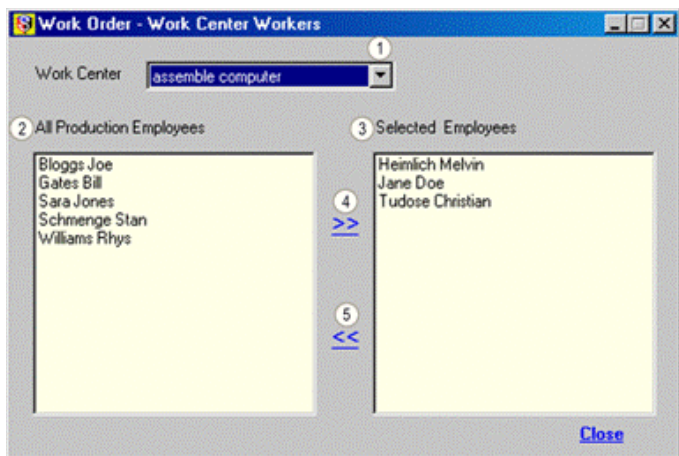 Work Order - Work Center Workers
1
Work Center assemble computer
2 All Production Employees
Bloggs Joe
Gates Bill
Sara Jones
Schmenge Stan
Williams Rhys
4
>>
5
<<
3 Selected Employees
Heimlich Melvin
Jane Doe
Tudose Christian
Close